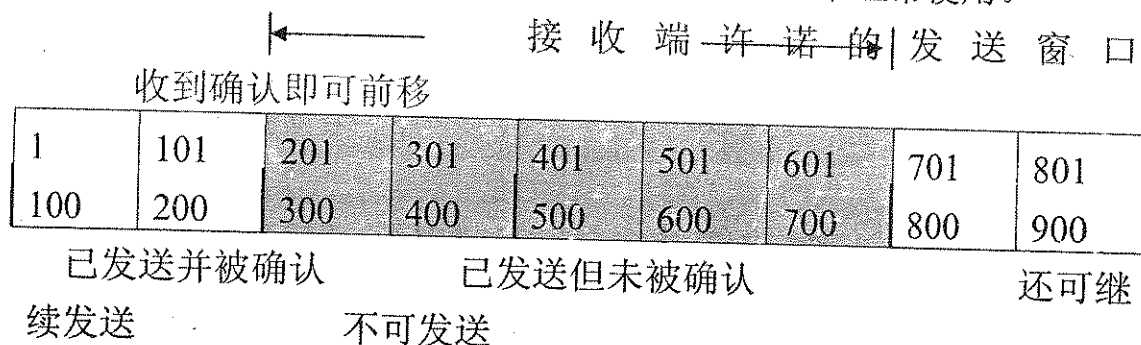 常使用。
接收端许诺的发送窗口
收到确认即可前移
1 101 201 301 401 501 601 701 801
100 200 300 400 500 600 700 800 900
已发送并被确认 已发送但未被确认 还可继
续发送 不可发送